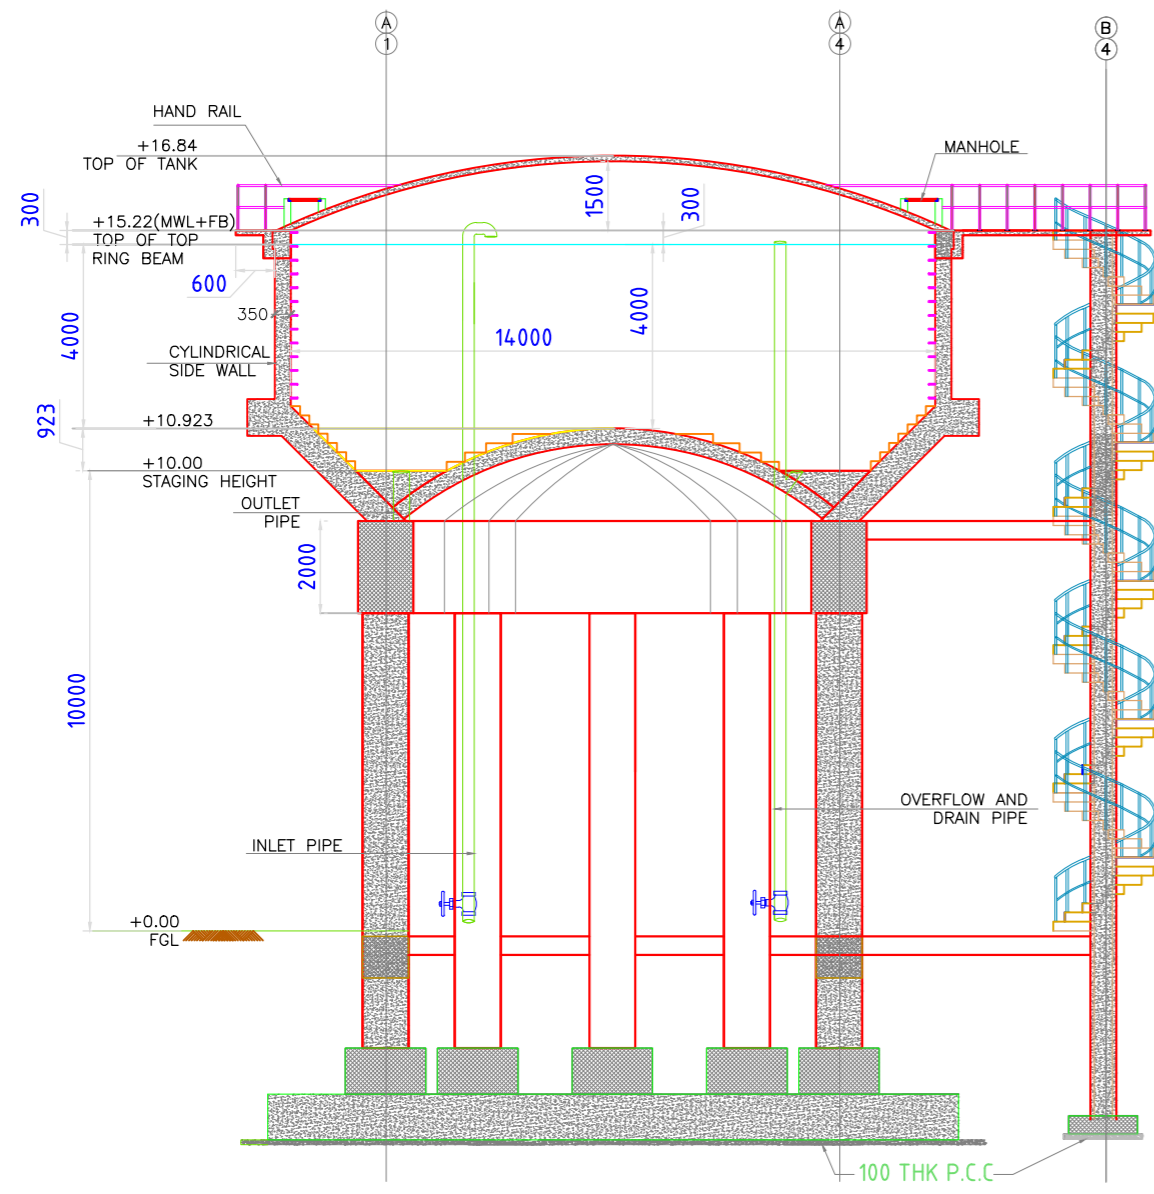 A
1
A
4
B
4
HAND RAIL
+16.84
TOP OF TANK
MANHOLE
300
+15.22(MWL+FB)
TOP OF TOP
RING BEAM
1500
300
600
350
4000
14000
4000
CYLINDRICAL
SIDE WALL
923
+10.923
+10.00
STAGING HEIGHT
OUTLET
PIPE
2000
10000
OVERFLOW AND
DRAIN PIPE
INLET PIPE
+0.00
FGL
100 THK P.C.C